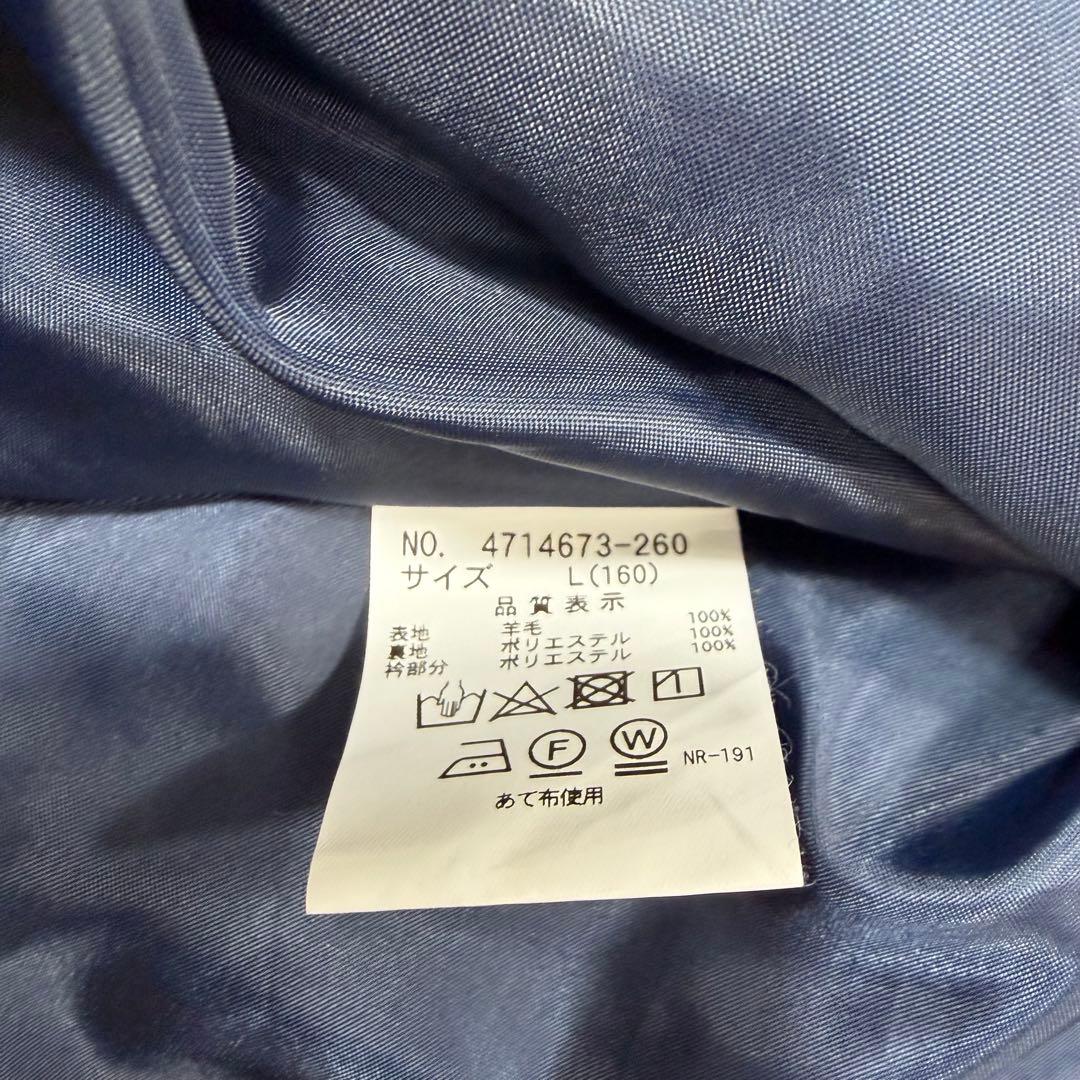 NO. 4714673-260
サイズ L(160)
品質表示
表地 羊毛 100%
裏地 ポリエステル 100%
衿部分 ポリエステル 100%
F W NR-191
あて布使用